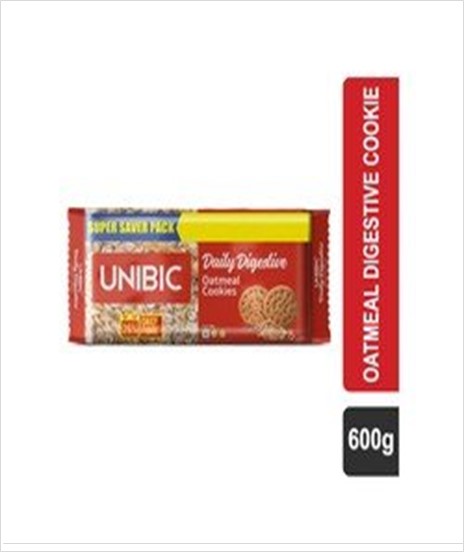 SUPER SAVER PACK
UNIBIC
Daily Digestive
Oatmeal
Cookies
OATMEAL DIGESTIVE COOKIE
600g